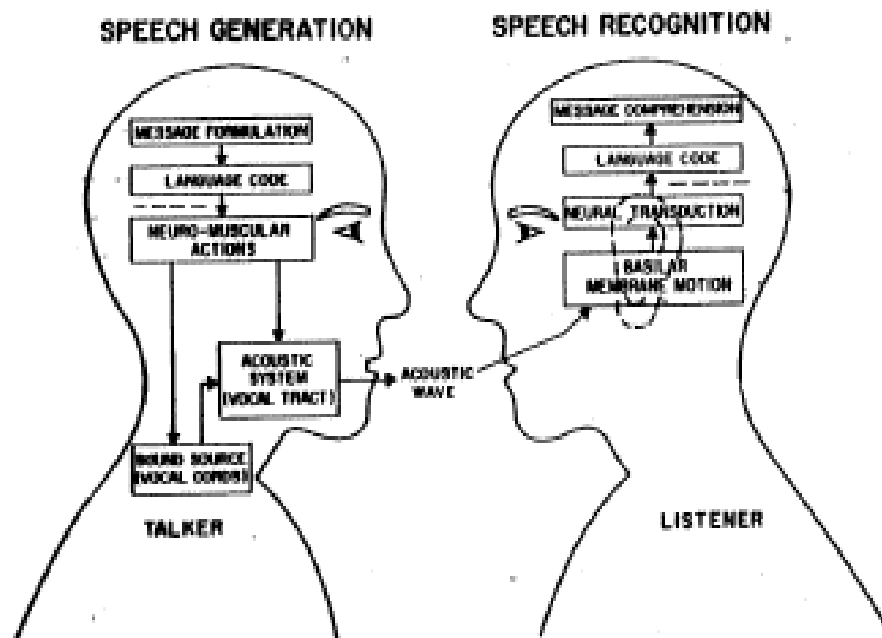 SPEECH GENERATION
MESSAGE FORMULATION
LANGUAGE CODE
NEURO-MUSCULAR
ACTIONS
ACOUSTIC
SYSTEM
(VOCAL TRACT)
SOUND SOURCE
(VOCAL CORDS)
TALKER
ACOUSTIC
WAVE
SPEECH RECOGNITION
MESSAGE COMPREHENSION
LANGUAGE CODE
NEURAL TRANSDUCTION
BASILAR
MEMBRANE MOTION
LISTENER